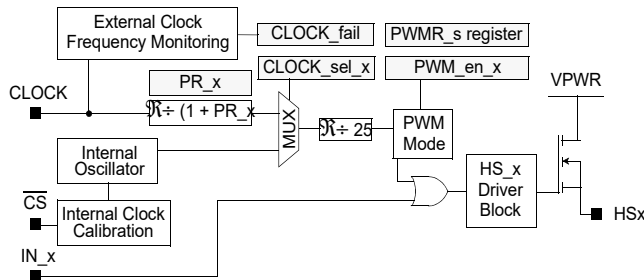 External Clock
Frequency Monitoring
CLOCK_fail
PWMR_s register
PR_x
CLOCK_sel_x
PWM_en_x
VPWR
CLOCK
ℜ÷ (1 + PR_x
MUX
ℜ÷ 25
PWM
Mode
Internal
Oscillator
HS_x
Driver
Block
CS
Internal Clock
Calibration
HSx
IN_x